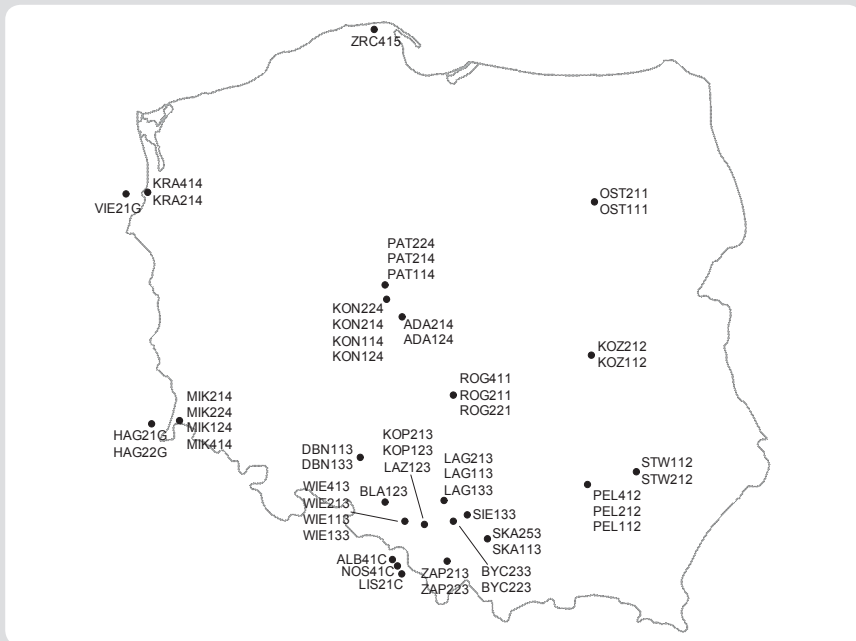 ZRC415
KRA414
KRA214
VIE21G
OST211
OST111
PAT224
PAT214
PAT114
KON224
KON214
KON114
KON124
ADA214
ADA124
KOZ212
KOZ112
ROG411
ROG211
ROG221
MIK214
MIK224
MIK124
MIK414
HAG21G
HAG22G
KOP213
KOP123
LAZ123
DBN113
DBN133
LAG213
LAG113
LAG133
STW112
STW212
WIE413
WIE213
WIE113
WIE133
BLA123
PEL412
PEL212
PEL112
SIE133
SKA253
SKA113
ALB41C
NOS41C
LIS21C
ZAP213
ZAP223
BYC233
BYC223